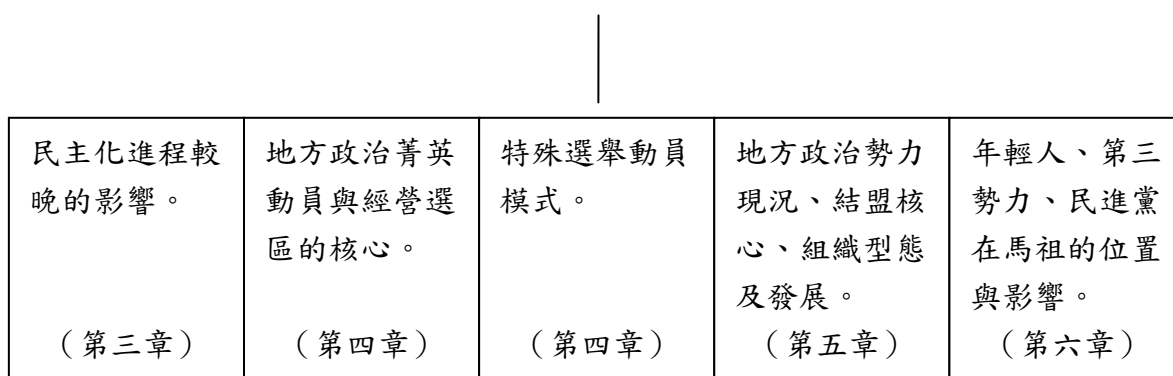 民主化進程較
晚的影響。
（第三章）
地方政治菁英
動員與經營選
區的核心。
（第四章）
特殊選舉動員
模式。
（第四章）
地方政治勢力
現況、結盟核
心、組織型態
及發展。
（第五章）
年輕人、第三
勢力、民進黨
在馬祖的位置
與影響。
（第六章）